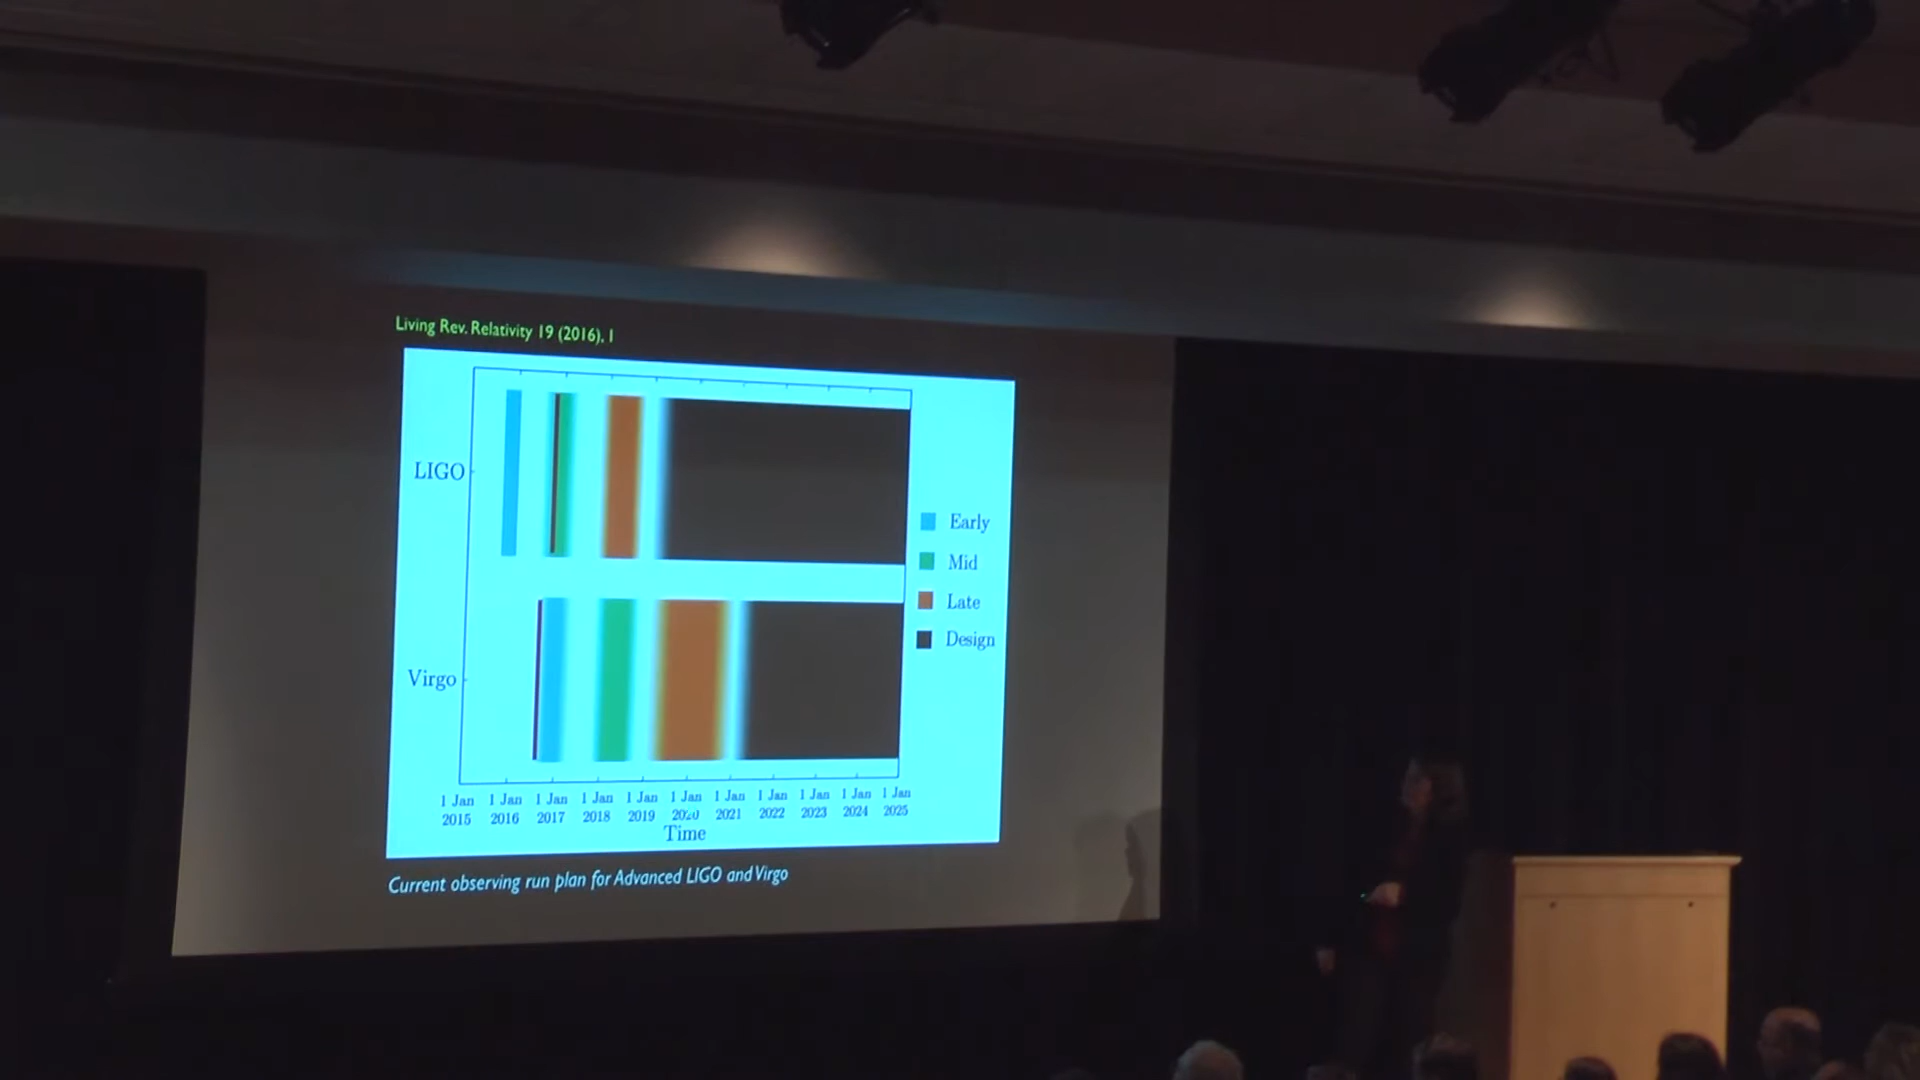 Living Rev. Relativity 19 (2016), 1
LIGO
Virgo
Early
Mid
Late
Design
1 Jan 1 Jan 1 Jan 1 Jan 1 Jan 1 Jan 1 Jan 1 Jan 1 Jan 1 Jan 1 Jan
2015 2016 2017 2018 2019 2020 2021 2022 2023 2024 2025
Time
Current observing run plan for Advanced LIGO and Virgo